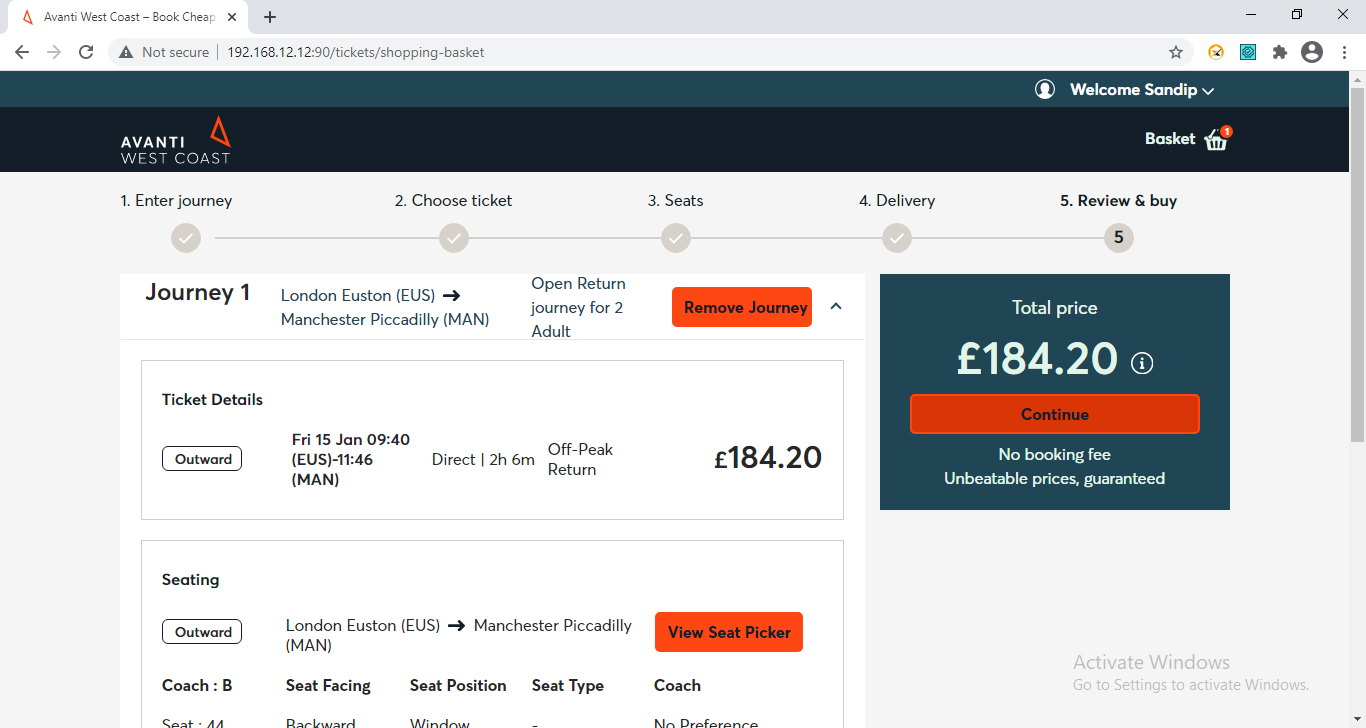 Avanti West Coast – Book Cheap
Not secure
192.168.12.12:90/tickets/shopping-basket
Welcome Sandip
AVANTI
WEST COAST
Basket 1
1. Enter journey
2. Choose ticket
3. Seats
4. Delivery
5. Review & buy
5
Journey 1
London Euston (EUS) →
Manchester Piccadilly (MAN)
Open Return
journey for 2
Adult
Remove Journey
Ticket Details
Outward
Fri 15 Jan 09:40
(EUS)-11:46
(MAN)
Direct | 2h 6m
Off-Peak
Return
£184.20
Seating
Outward
London Euston (EUS) → Manchester Piccadilly
(MAN)
View Seat Picker
Coach : B
Seat Facing
Seat Position
Seat Type
Coach
Seat : 44
Backward
Window
-
No Preference
Total price
£184.20
Continue
No booking fee
Unbeatable prices, guaranteed
Activate Windows
Go to Settings to activate Windows.